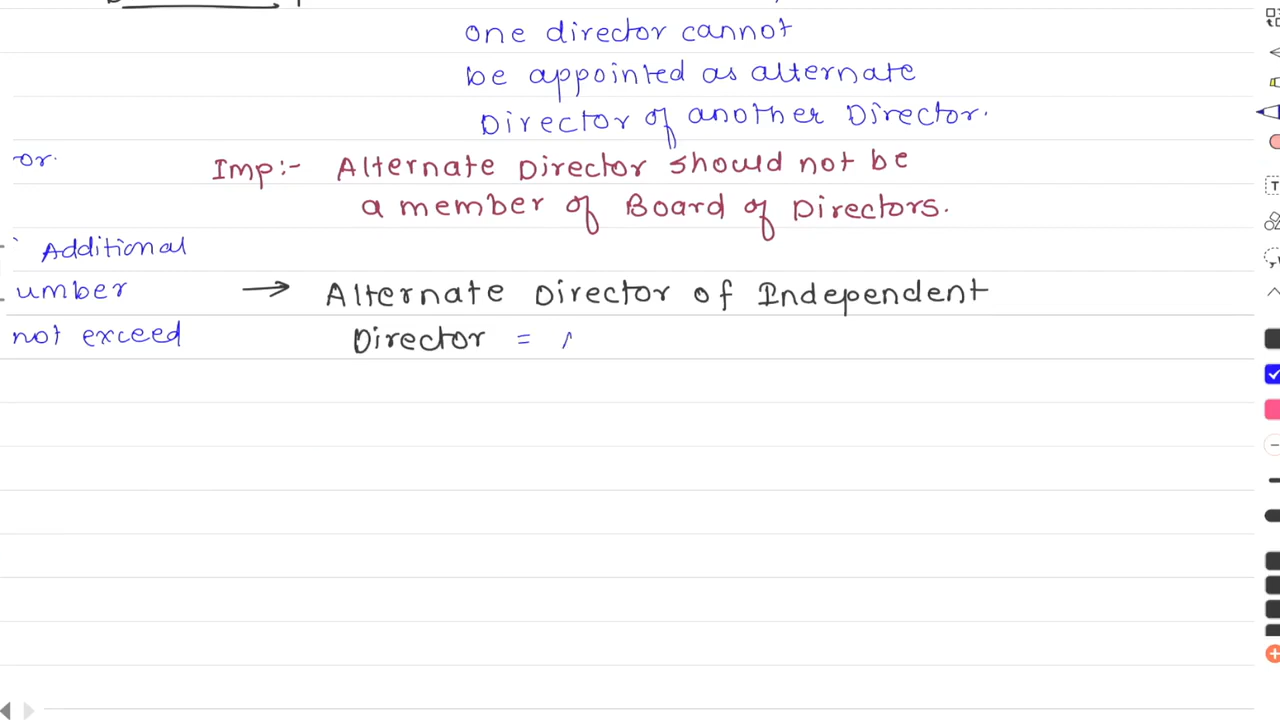 one director cannot
be appointed as alternate
Director of another Director.
or.
Imp:- Alternate Director should not be
a member of Board of Directors.
Additional
umber
not exceed
→ Alternate Director of Independent
Director =